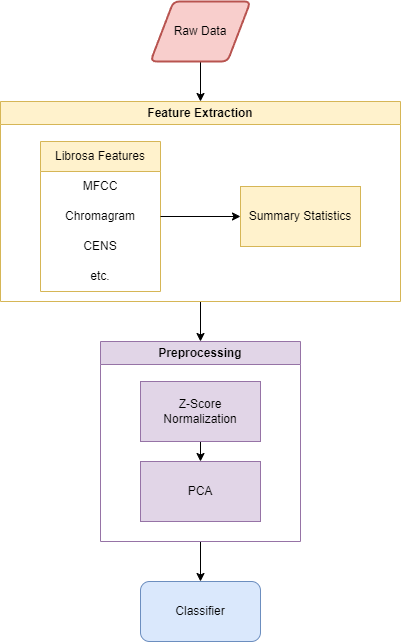 Raw Data
Feature Extraction
Librosa Features
MFCC
Chromagram
CENS
etc.
Summary Statistics
Preprocessing
Z-Score
Normalization
PCA
Classifier